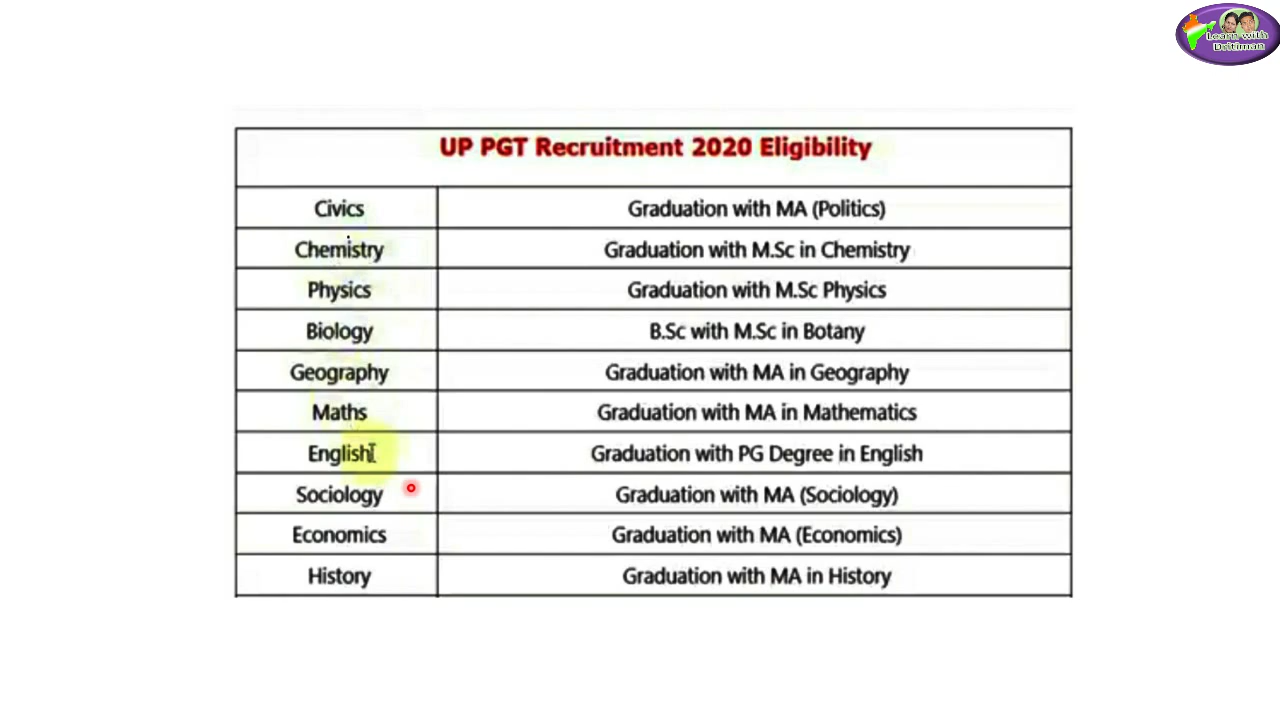 Learn with
Dritiman
UP PGT Recruitment 2020 Eligibility
Civics Graduation with MA (Politics)
Chemistry Graduation with M.Sc in Chemistry
Physics Graduation with M.Sc Physics
Biology B.Sc with M.Sc in Botany
Geography Graduation with MA in Geography
Maths Graduation with MA in Mathematics
English Graduation with PG Degree in English
Sociology Graduation with MA (Sociology)
Economics Graduation with MA (Economics)
History Graduation with MA in History